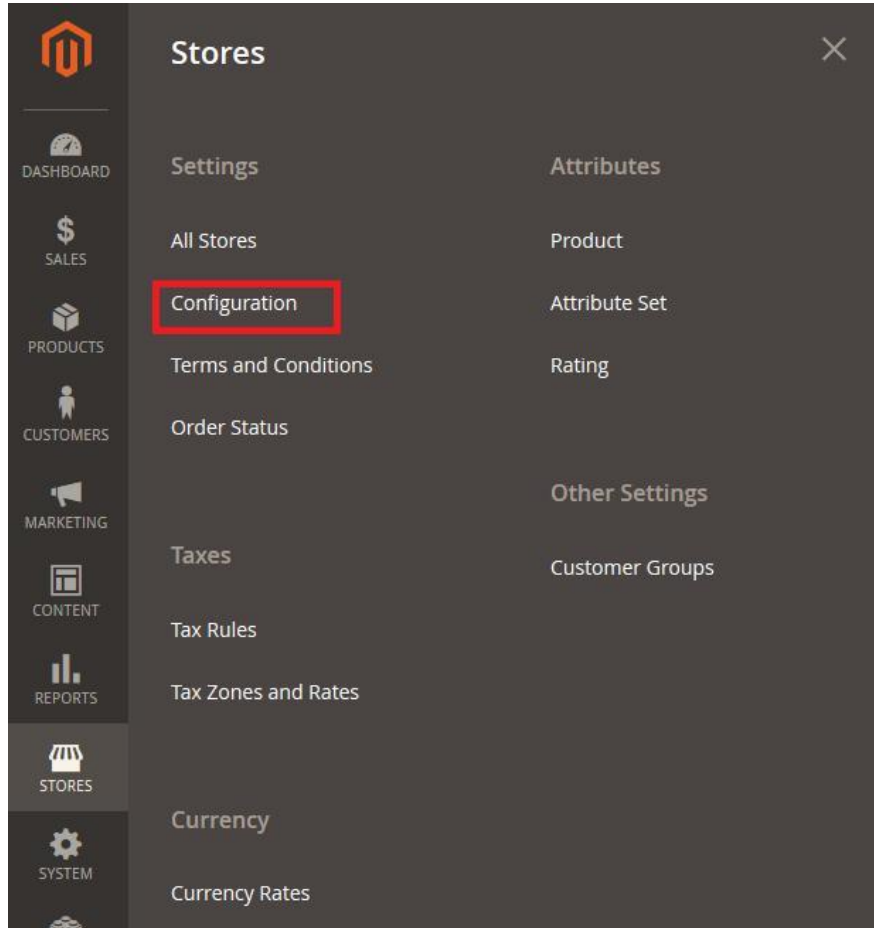 Stores
DASHBOARD
SALES
PRODUCTS
CUSTOMERS
MARKETING
CONTENT
REPORTS
STORES
SYSTEM
Settings
All Stores
Configuration
Terms and Conditions
Order Status
Taxes
Tax Rules
Tax Zones and Rates
Currency
Currency Rates
Attributes
Product
Attribute Set
Rating
Other Settings
Customer Groups